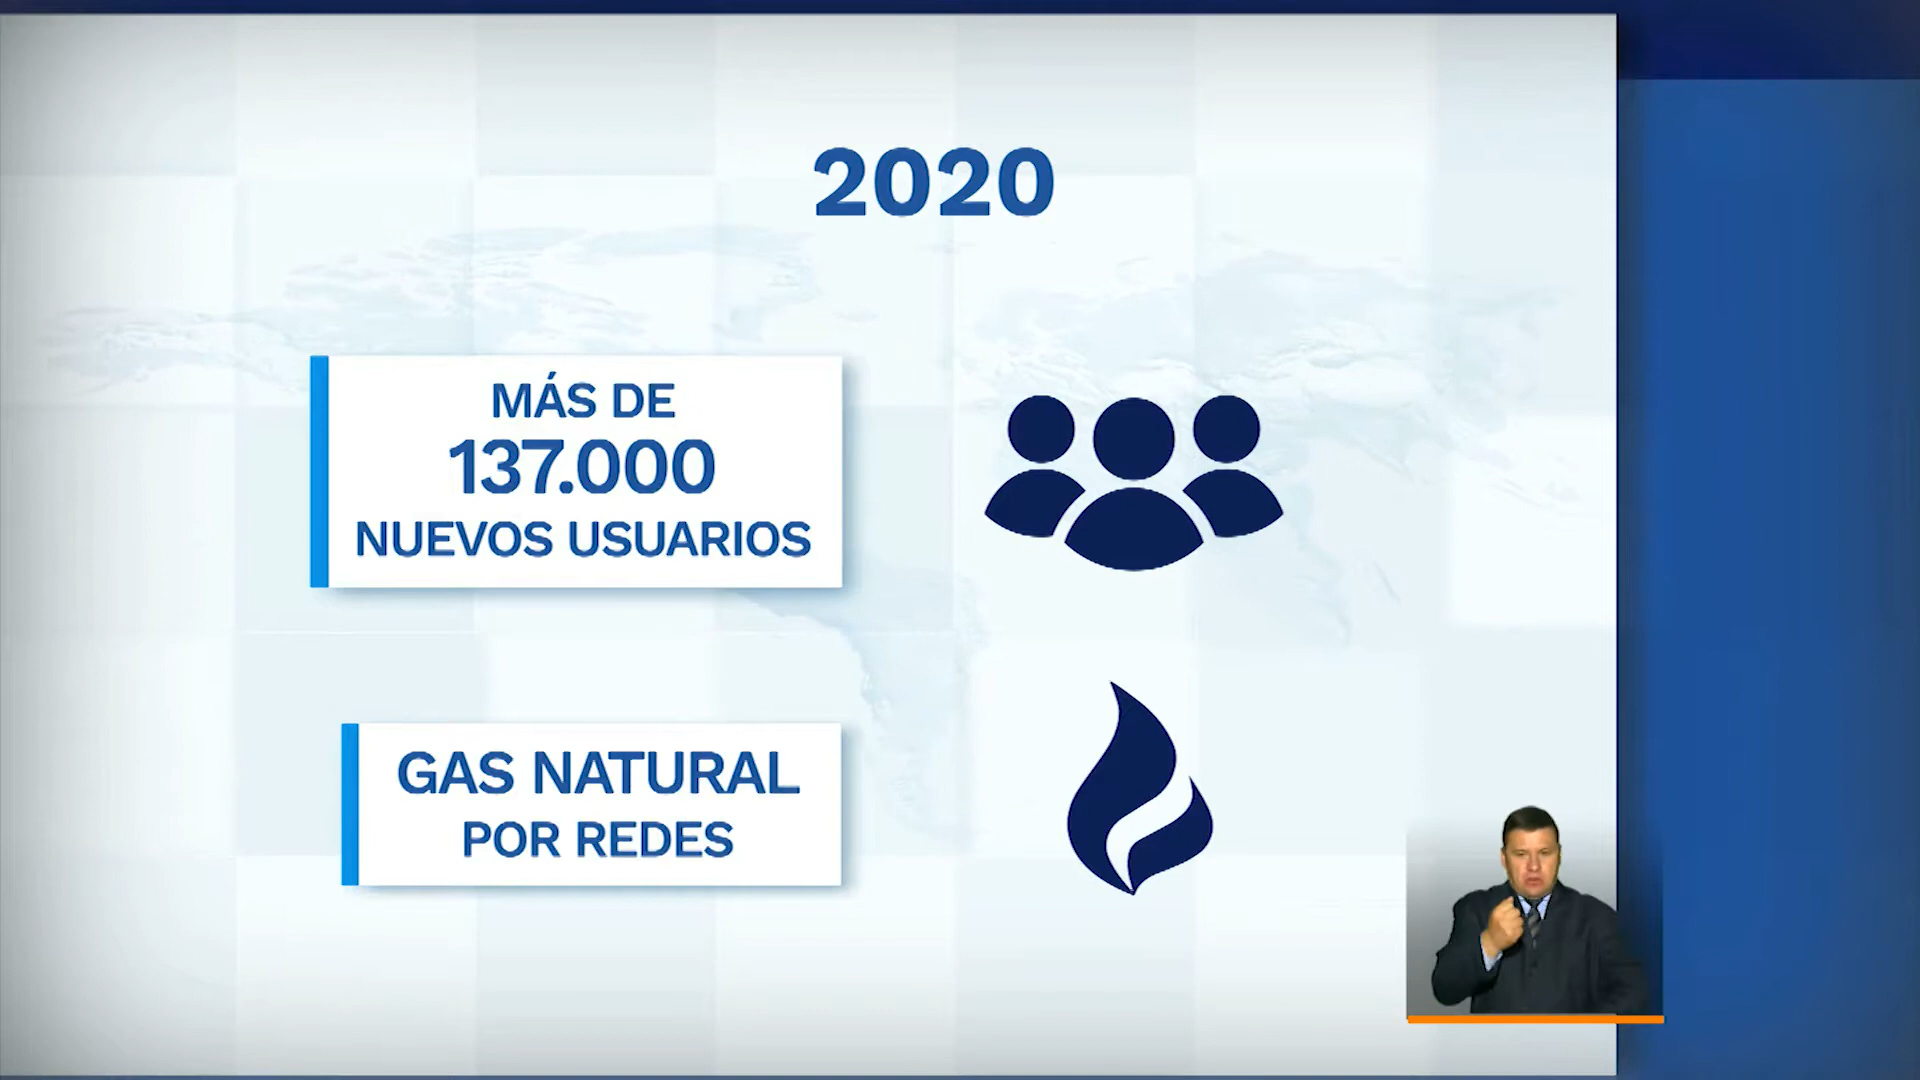 2020
MÁS DE
137.000
NUEVOS USUARIOS
GAS NATURAL
POR REDES